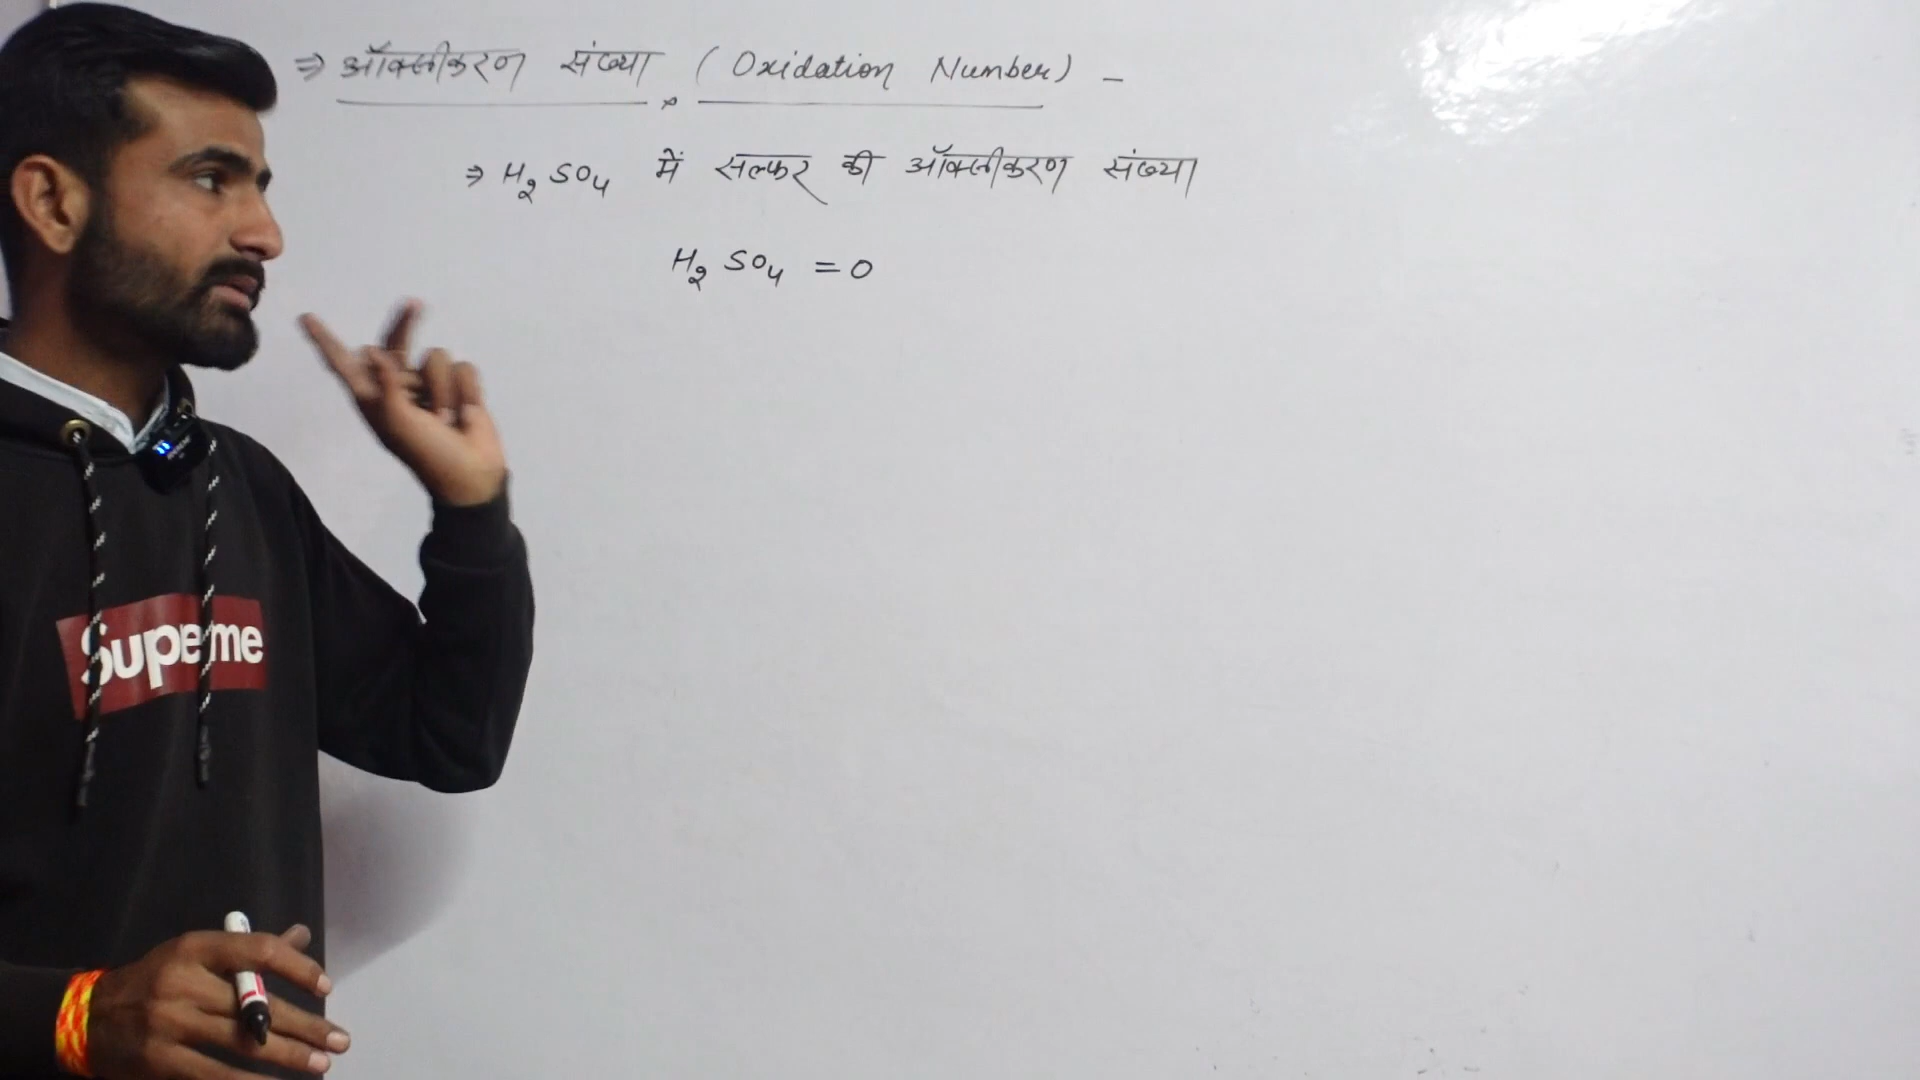 ⇒ ऑक्सीकरण संख्या (Oxidation Number) -
⇒ H₂SO₄ में सल्फर की ऑक्सीकरण संख्या
H₂SO₄ = 0
Supreme